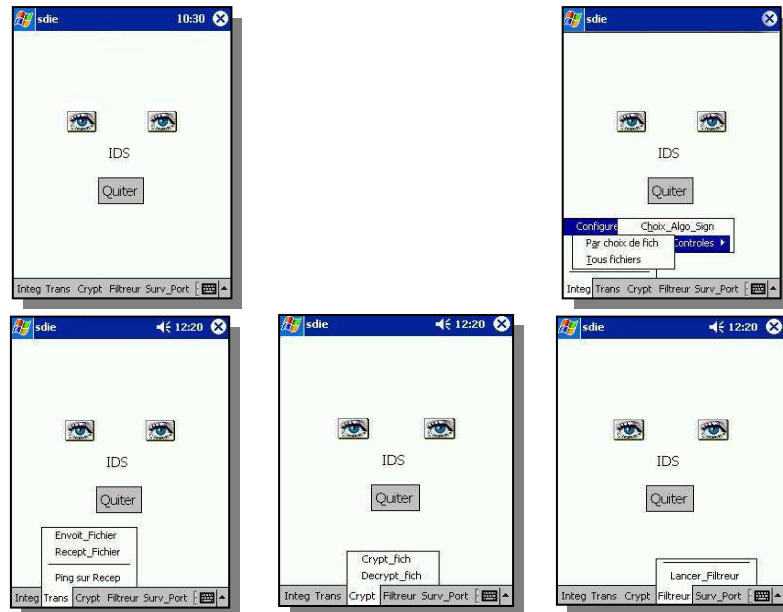 sdie 10:30
IDS
Quiter
Integ Trans Crypt Filtreur Surv_Port
sdie
IDS
Quiter
Configure Choix_Algo_Sign
Par choix de fich Controles
Tous fichiers
Integ Trans Crypt Filtreur Surv_Port
sdie 12:20
IDS
Quiter
Envoit_Fichier
Recept_Fichier
Ping sur Recep
Integ Trans Crypt Filtreur Surv_Port
sdie 12:20
IDS
Quiter
Crypt_fich
Decrypt_fich
Integ Trans Crypt Filtreur Surv_Port
sdie 12:20
IDS
Quiter
Lancer_Filtreur
Integ Trans Crypt Filtreur Surv_Port